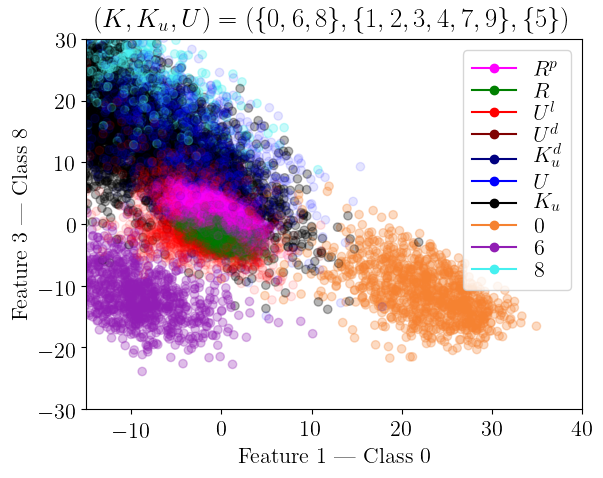 (K, K_u, U) = ({0, 6, 8}, {1, 2, 3, 4, 7, 9}, {5})
30
20
10
0
−10
−20
−30
Feature 3 — Class 8
R^p
R
U^l
U^d
K_u^d
U
K_u
0
6
8
−10
0
10
20
30
40
Feature 1 — Class 0